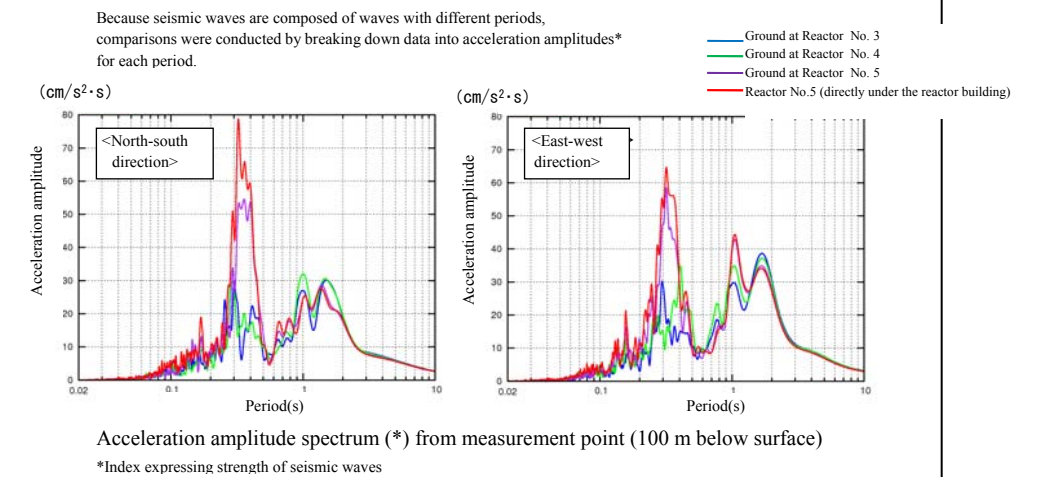 Because seismic waves are composed of waves with different periods,
comparisons were conducted by breaking down data into acceleration amplitudes*
for each period.
Ground at Reactor No. 3
Ground at Reactor No. 4
Ground at Reactor No. 5
Reactor No.5 (directly under the reactor building)
(cm/s²・s)
<North-south
direction>
Acceleration amplitude
80
70
60
50
40
30
20
10
0
0.02
0.1
1
10
Period(s)
(cm/s²・s)
<East-west
direction>
Acceleration amplitude
80
70
60
50
40
30
20
10
0
0.02
0.1
1
10
Period(s)
Acceleration amplitude spectrum (*) from measurement point (100 m below surface)
*Index expressing strength of seismic waves